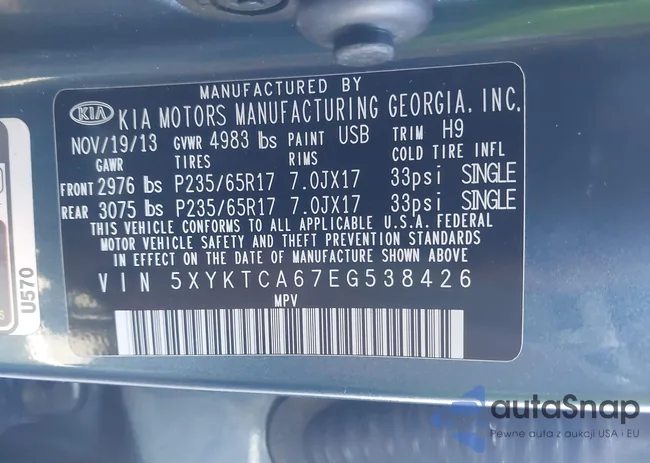 MANUFACTURED BY
KIA KIA MOTORS MANUFACTURING GEORGIA, INC.
NOV/19/13 GVWR 4983 lbs PAINT USB TRIM H9
GAWR TIRES RIMS COLD TIRE INFL
FRONT 2976 lbs P235/65R17 7.0JX17 33psi SINGLE
REAR 3075 lbs P235/65R17 7.0JX17 33psi SINGLE
THIS VEHICLE CONFORMS TO ALL APPLICABLE U.S.A. FEDERAL
MOTOR VEHICLE SAFETY AND THEFT PREVENTION STANDARDS
IN EFFECT ON THE DATE OF MANUFACTURE SHOWN ABOVE
VIN 5XYKTCA67EG538426
MPV
U570
autaSnap
Pewne auta z aukcji USA i EU